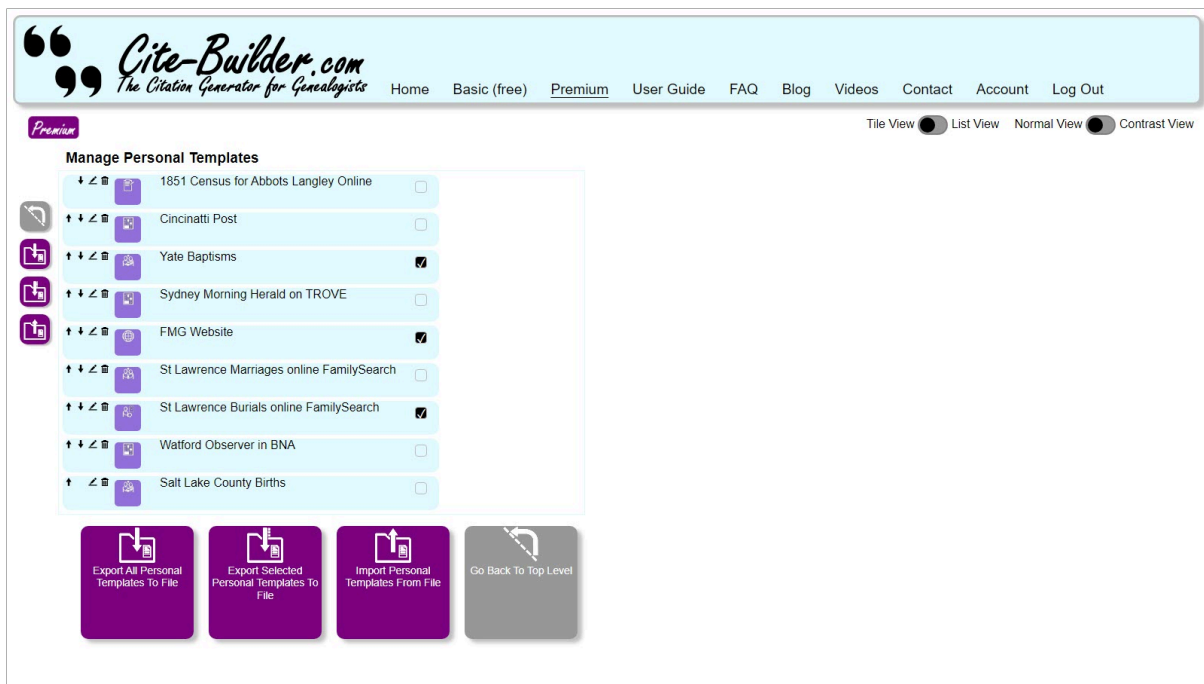 Cite-Builder.com
The Citation Generator for Genealogists
Home Basic (free) Premium User Guide FAQ Blog Videos Contact Account Log Out
Premium
Tile View List View Normal View Contrast View
Manage Personal Templates
1851 Census for Abbots Langley Online
Cincinatti Post
Yate Baptisms
Sydney Morning Herald on TROVE
FMG Website
St Lawrence Marriages online FamilySearch
St Lawrence Burials online FamilySearch
Watford Observer in BNA
Salt Lake County Births
Export All Personal
Templates To File
Export Selected
Personal Templates To
File
Import Personal
Templates From File
Go Back To Top Level